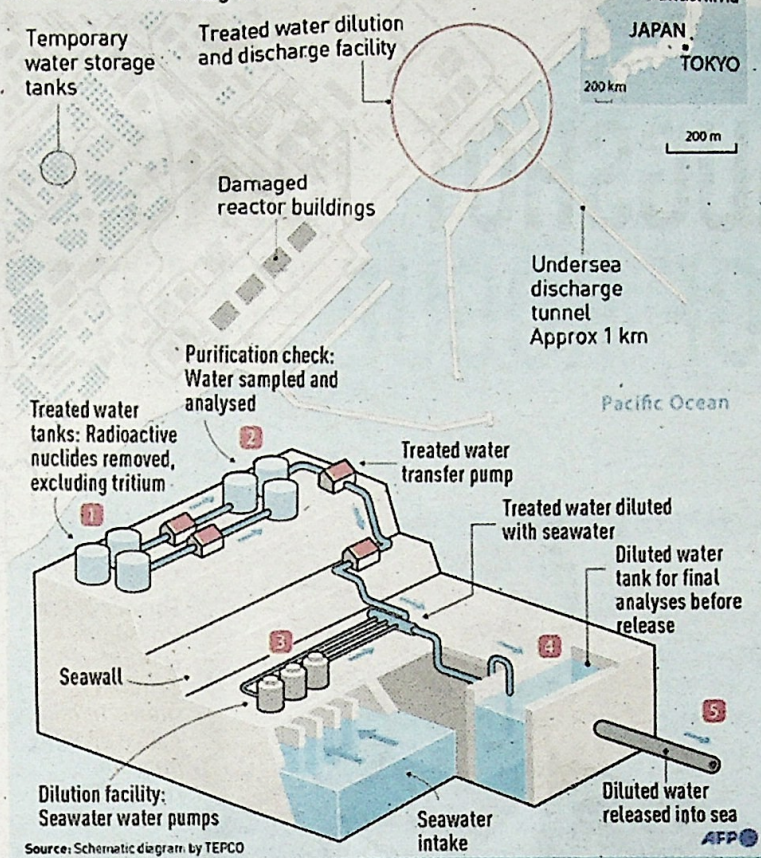 Temporary
water storage
tanks
Treated water dilution
and discharge facility
JAPAN
TOKYO
200 km
200 m
Damaged
reactor buildings
Undersea
discharge
tunnel
Approx 1 km
Pacific Ocean
Purification check:
Water sampled and
analysed
Treated water
tanks: Radioactive
nuclides removed,
excluding tritium
1
2
Treated water
transfer pump
Treated water diluted
with seawater
Diluted water
tank for final
analyses before
release
3
4
5
Seawall
Dilution facility:
Seawater water pumps
Seawater
intake
Diluted water
released into sea
Source: Schematic diagram by TEPCO
AFP